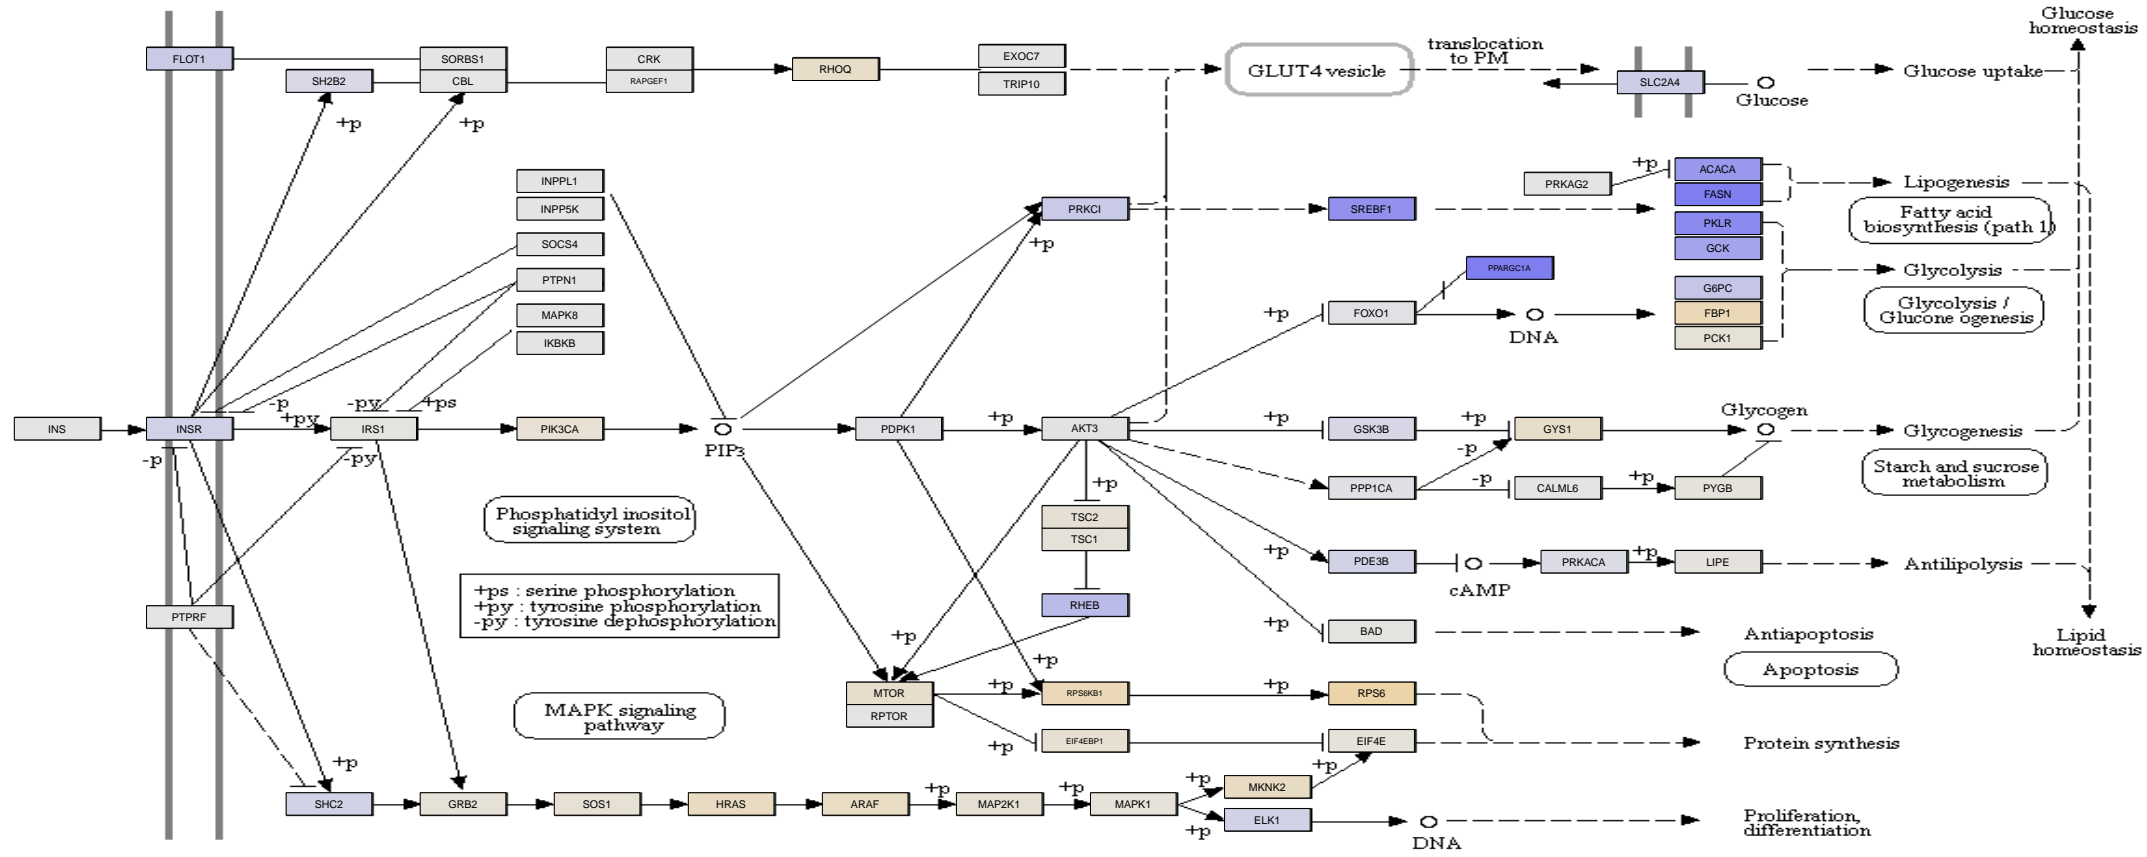 Glucose
homeostasis
FLOT1
SORBS1
CRK
EXOC7
translocation
to PM
SH2B2
CBL
RAPGEF1
RHOQ
TRIP10
GLUT4 vesicle
SLC2A4
Glucose
Glucose uptake
+p
+p
INPPL1
INPP5K
SOCS4
PTPN1
MAPK8
IKBKB
PRKCI
+p
SREBF1
PRKAG2
+p
ACACA
FASN
PKLR
GCK
G6PC
FBP1
PCK1
PPARGC1A
+p
FOXO1
DNA
Lipogenesis
Fatty acid
biosynthesis (path 1)
Glycolysis
Glycolysis /
Glucone ogenesis
-p
+py
-py
+ps
INS
INSR
IRS1
PIK3CA
PIP3
PDPK1
+p
AKT3
+p
GSK3B
+p
GYS1
Glycogen
Glycogenesis
-p
-py
-p
PPP1CA
-p
CALML6
+p
PYGB
Starch and sucrose
metabolism
Phosphatidyl inositol
signaling system
+p
TSC2
TSC1
+p
PDE3B
cAMP
PRKACA
+p
LIPE
Antilipolysis
+ps : serine phosphorylation
+py : tyrosine phosphorylation
-py : tyrosine dephosphorylation
PTPRF
RHEB
+p
+p
BAD
Antiapoptosis
Apoptosis
Lipid
homeostasis
+p
MTOR
RPTOR
+p
RPS6KB1
+p
RPS6
MAPK signaling
pathway
+p
EIF4EBP1
EIF4E
Protein synthesis
+p
SHC2
GRB2
SOS1
HRAS
ARAF
+p
MAP2K1
+p
MAPK1
+p
MKNK2
+p
+p
ELK1
DNA
Proliferation,
differentiation